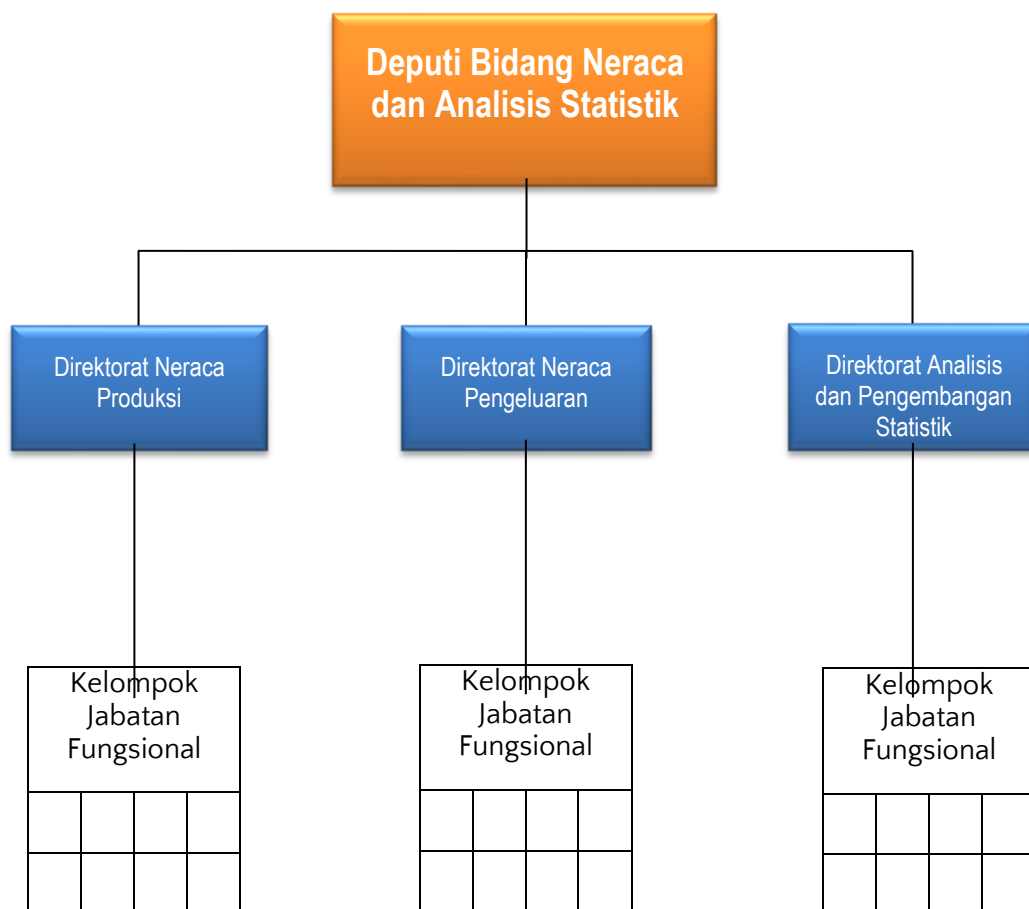 Deputi Bidang Neraca
dan Analisis Statistik
Direktorat Neraca
Produksi
Direktorat Neraca
Pengeluaran
Direktorat Analisis
dan Pengembangan
Statistik
Kelompok
Jabatan
Fungsional
Kelompok
Jabatan
Fungsional
Kelompok
Jabatan
Fungsional